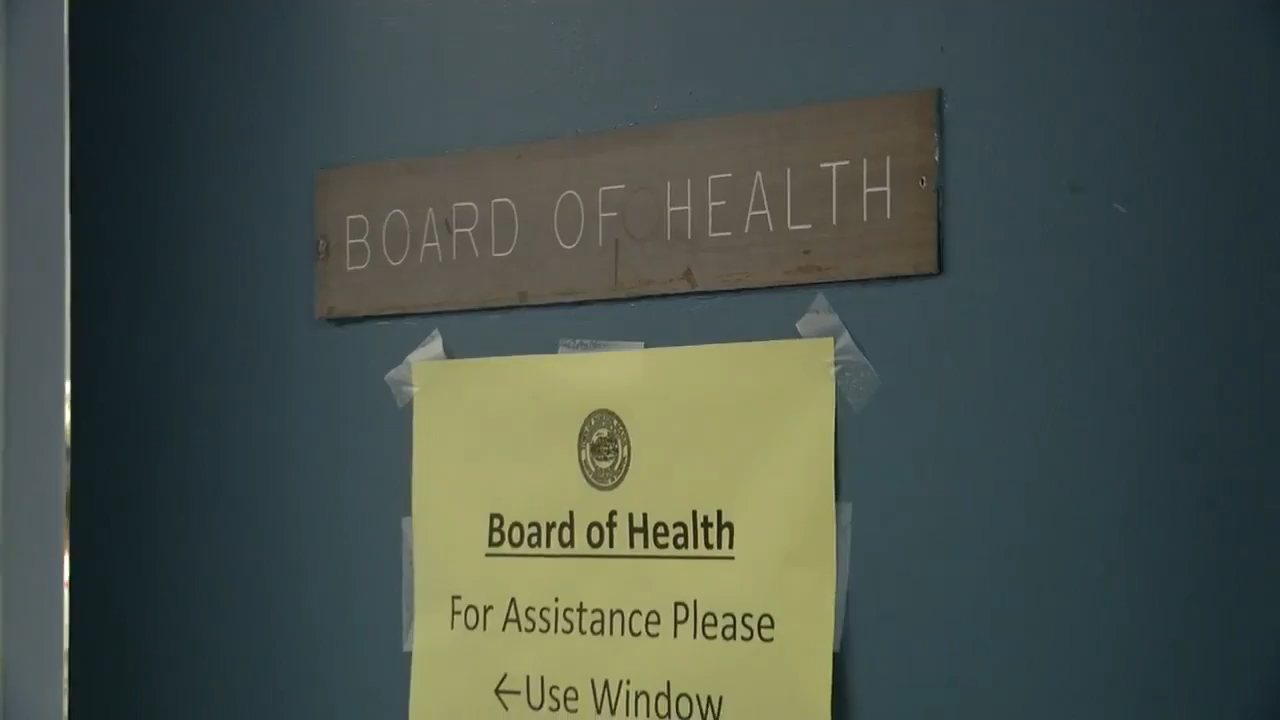 BOARD OF HEALTH
Board of Health
For Assistance Please
←Use Window